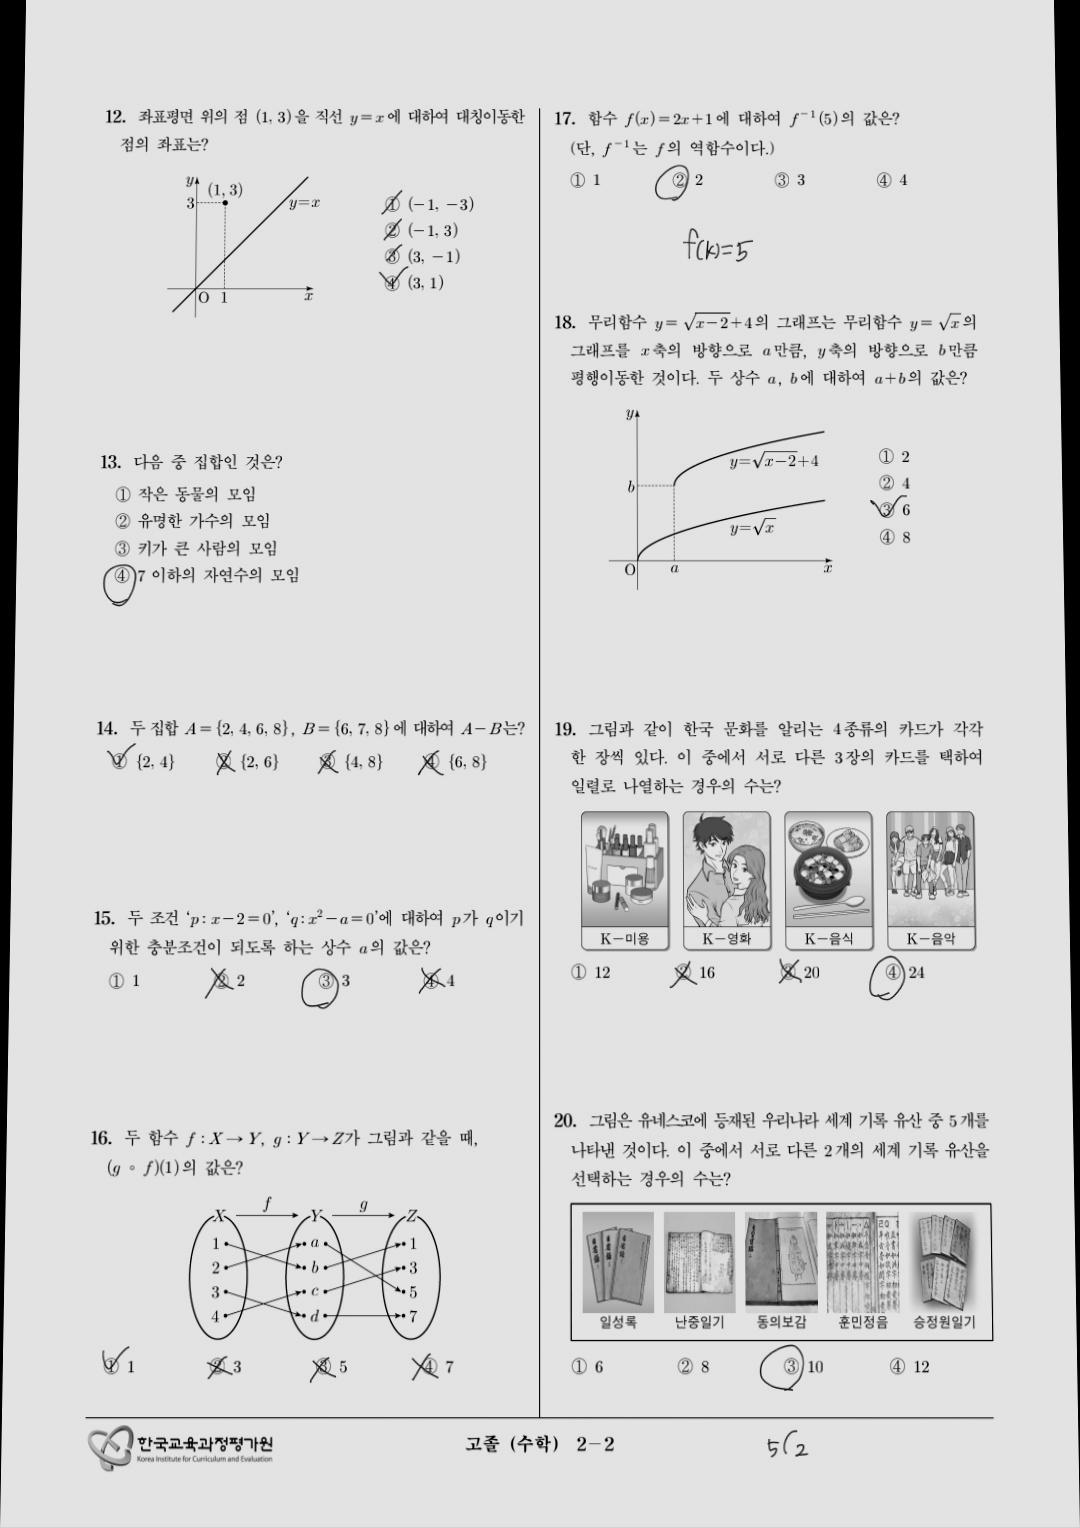 12. 좌표평면 위의 점 (1, 3)을 직선 y=x에 대하여 대칭이동한
점의 좌표는?
y
3
(1, 3)
y=x
O 1 x
① (-1, -3)
② (-1, 3)
③ (3, -1)
④ (3, 1)
13. 다음 중 집합인 것은?
① 작은 동물의 모임
② 유명한 가수의 모임
③ 키가 큰 사람의 모임
④ 7 이하의 자연수의 모임
14. 두 집합 A={2, 4, 6, 8}, B={6, 7, 8}에 대하여 A-B는?
① {2, 4} ② {2, 6} ③ {4, 8} ④ {6, 8}
15. 두 조건 ‘p : x-2=0’, ‘q : x²-a=0’에 대하여 p가 q이기
위한 충분조건이 되도록 하는 상수 a의 값은?
① 1 ② 2 ③ 3 ④ 4
16. 두 함수 f : X→Y, g : Y→Z가 그림과 같을 때,
(g∘f)(1)의 값은?
f g
X Y Z
1 a 1
2 b 3
3 c 5
4 d 7
① 1 ② 3 ③ 5 ④ 7
17. 함수 f(x)=2x+1에 대하여 f⁻¹(5)의 값은?
(단, f⁻¹는 f의 역함수이다.)
① 1 ② 2 ③ 3 ④ 4
f(k)=5
18. 무리함수 y=√(x-2)+4의 그래프는 무리함수 y=√x의
그래프를 x축의 방향으로 a만큼, y축의 방향으로 b만큼
평행이동한 것이다. 두 상수 a, b에 대하여 a+b의 값은?
y
y=√(x-2)+4
b
y=√x
O a x
① 2
② 4
③ 6
④ 8
19. 그림과 같이 한국 문화를 알리는 4종류의 카드가 각각
한 장씩 있다. 이 중에서 서로 다른 3장의 카드를 택하여
일렬로 나열하는 경우의 수는?
K-미용 K-영화 K-음식 K-음악
① 12 ② 16 ③ 20 ④ 24
20. 그림은 유네스코에 등재된 우리나라 세계 기록 유산 중 5개를
나타낸 것이다. 이 중에서 서로 다른 2개의 세계 기록 유산을
선택하는 경우의 수는?
일성록 난중일기 동의보감 훈민정음 승정원일기
① 6 ② 8 ③ 10 ④ 12
한국교육과정평가원
Korea Institute for Curriculum and Evaluation
고졸 (수학) 2-2
5C2